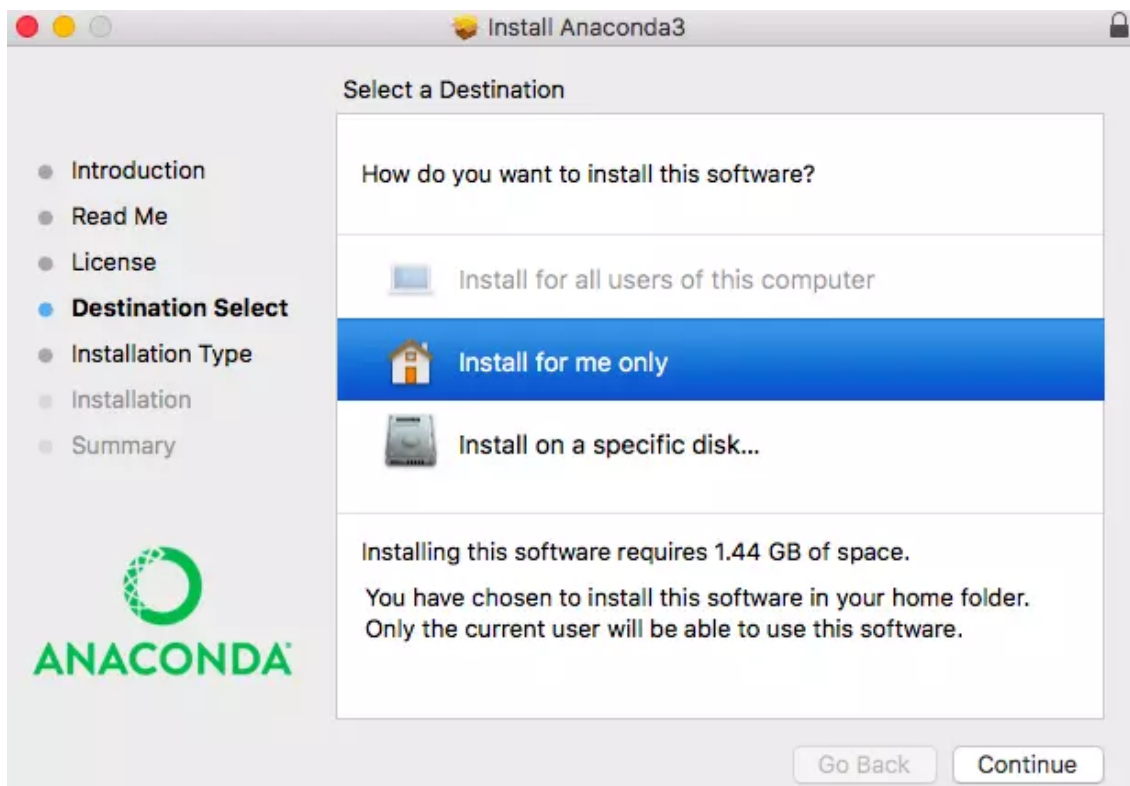 Install Anaconda3
Select a Destination
Introduction
Read Me
License
Destination Select
Installation Type
Installation
Summary
How do you want to install this software?
Install for all users of this computer
Install for me only
Install on a specific disk...
Installing this software requires 1.44 GB of space.
You have chosen to install this software in your home folder.
Only the current user will be able to use this software.
ANACONDA
Go Back
Continue